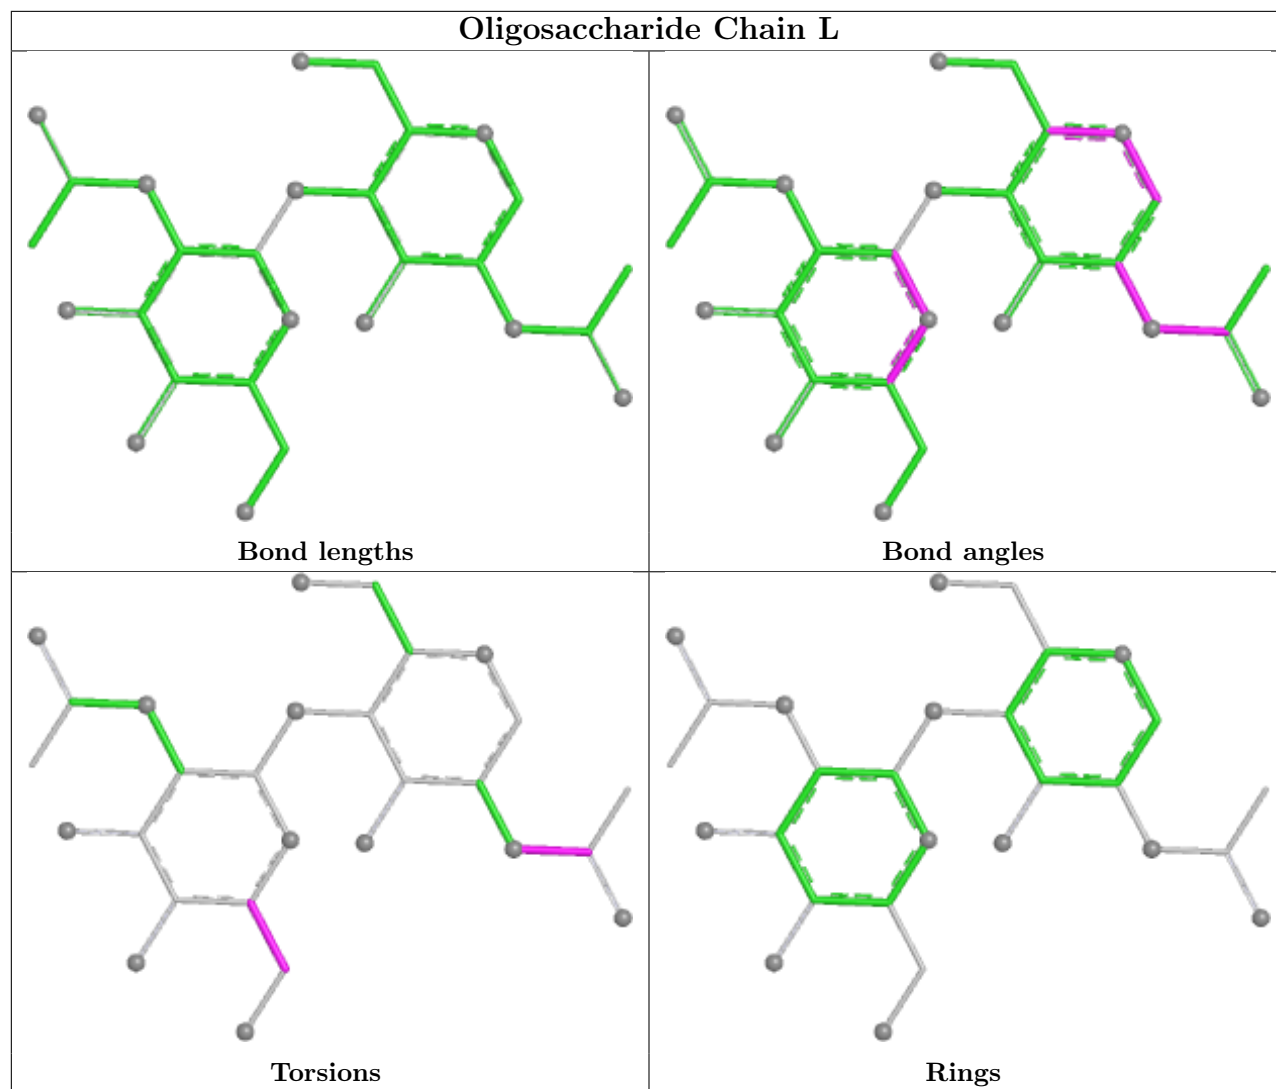 Oligosaccharide Chain L
Bond lengths
Bond angles
Torsions
Rings